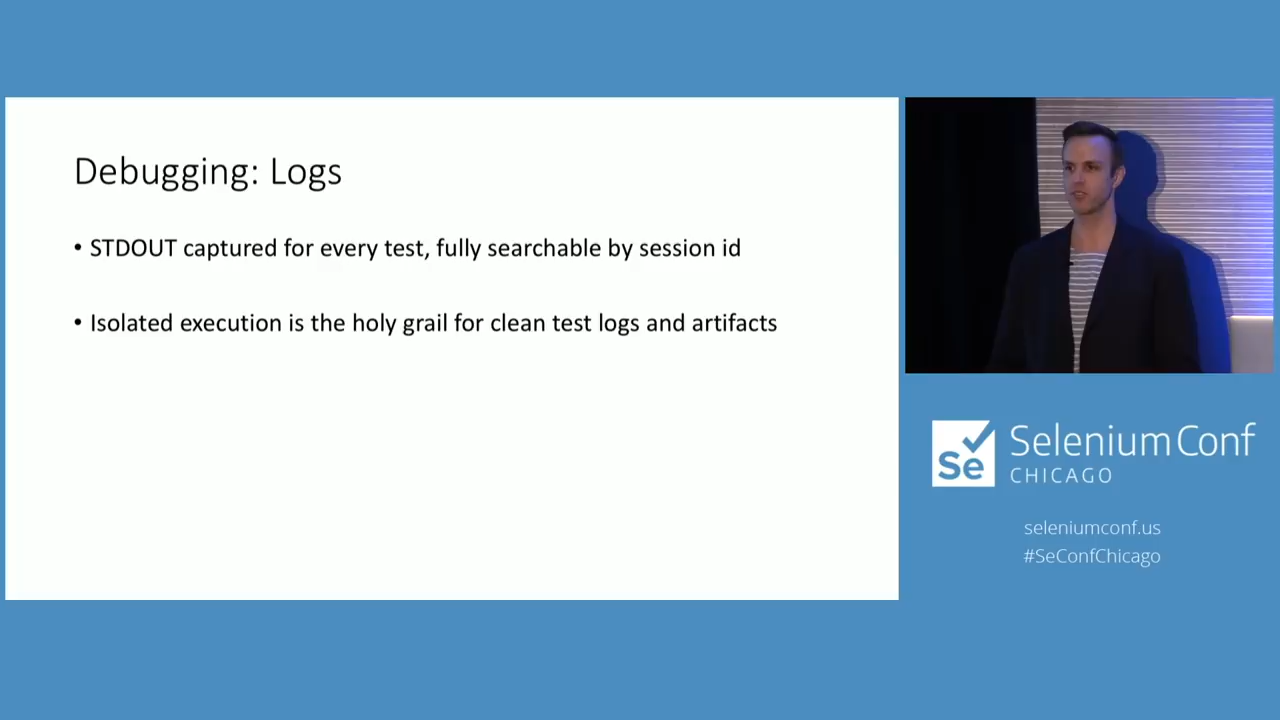 Debugging: Logs
• STDOUT captured for every test, fully searchable by session id
• Isolated execution is the holy grail for clean test logs and artifacts
Se
SeleniumConf
CHICAGO
seleniumconf.us
#SeConfChicago